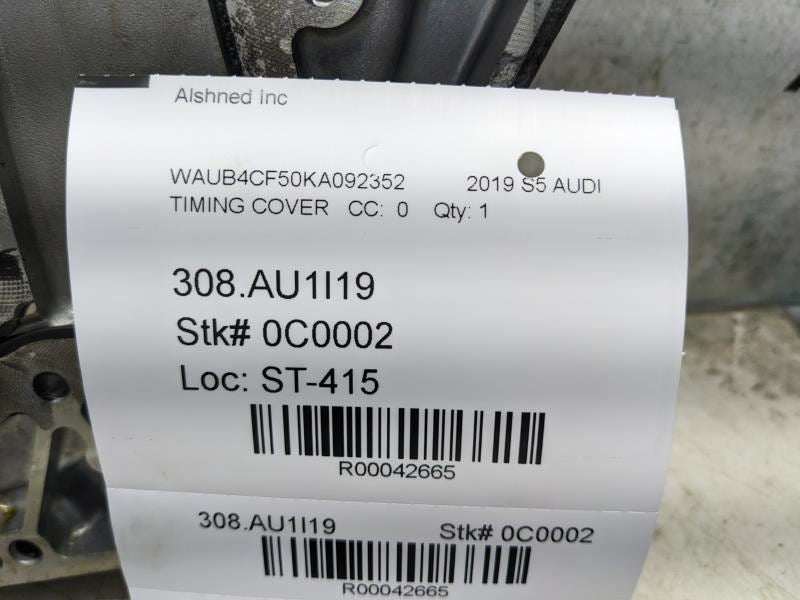 Alshned Inc
WAUB4CF50KA092352 2019 S5 AUDI
TIMING COVER CC: 0 Qty: 1
308.AU1I19
Stk# 0C0002
Loc: ST-415
R00042665
308.AU1I19 Stk# 0C0002
R00042665